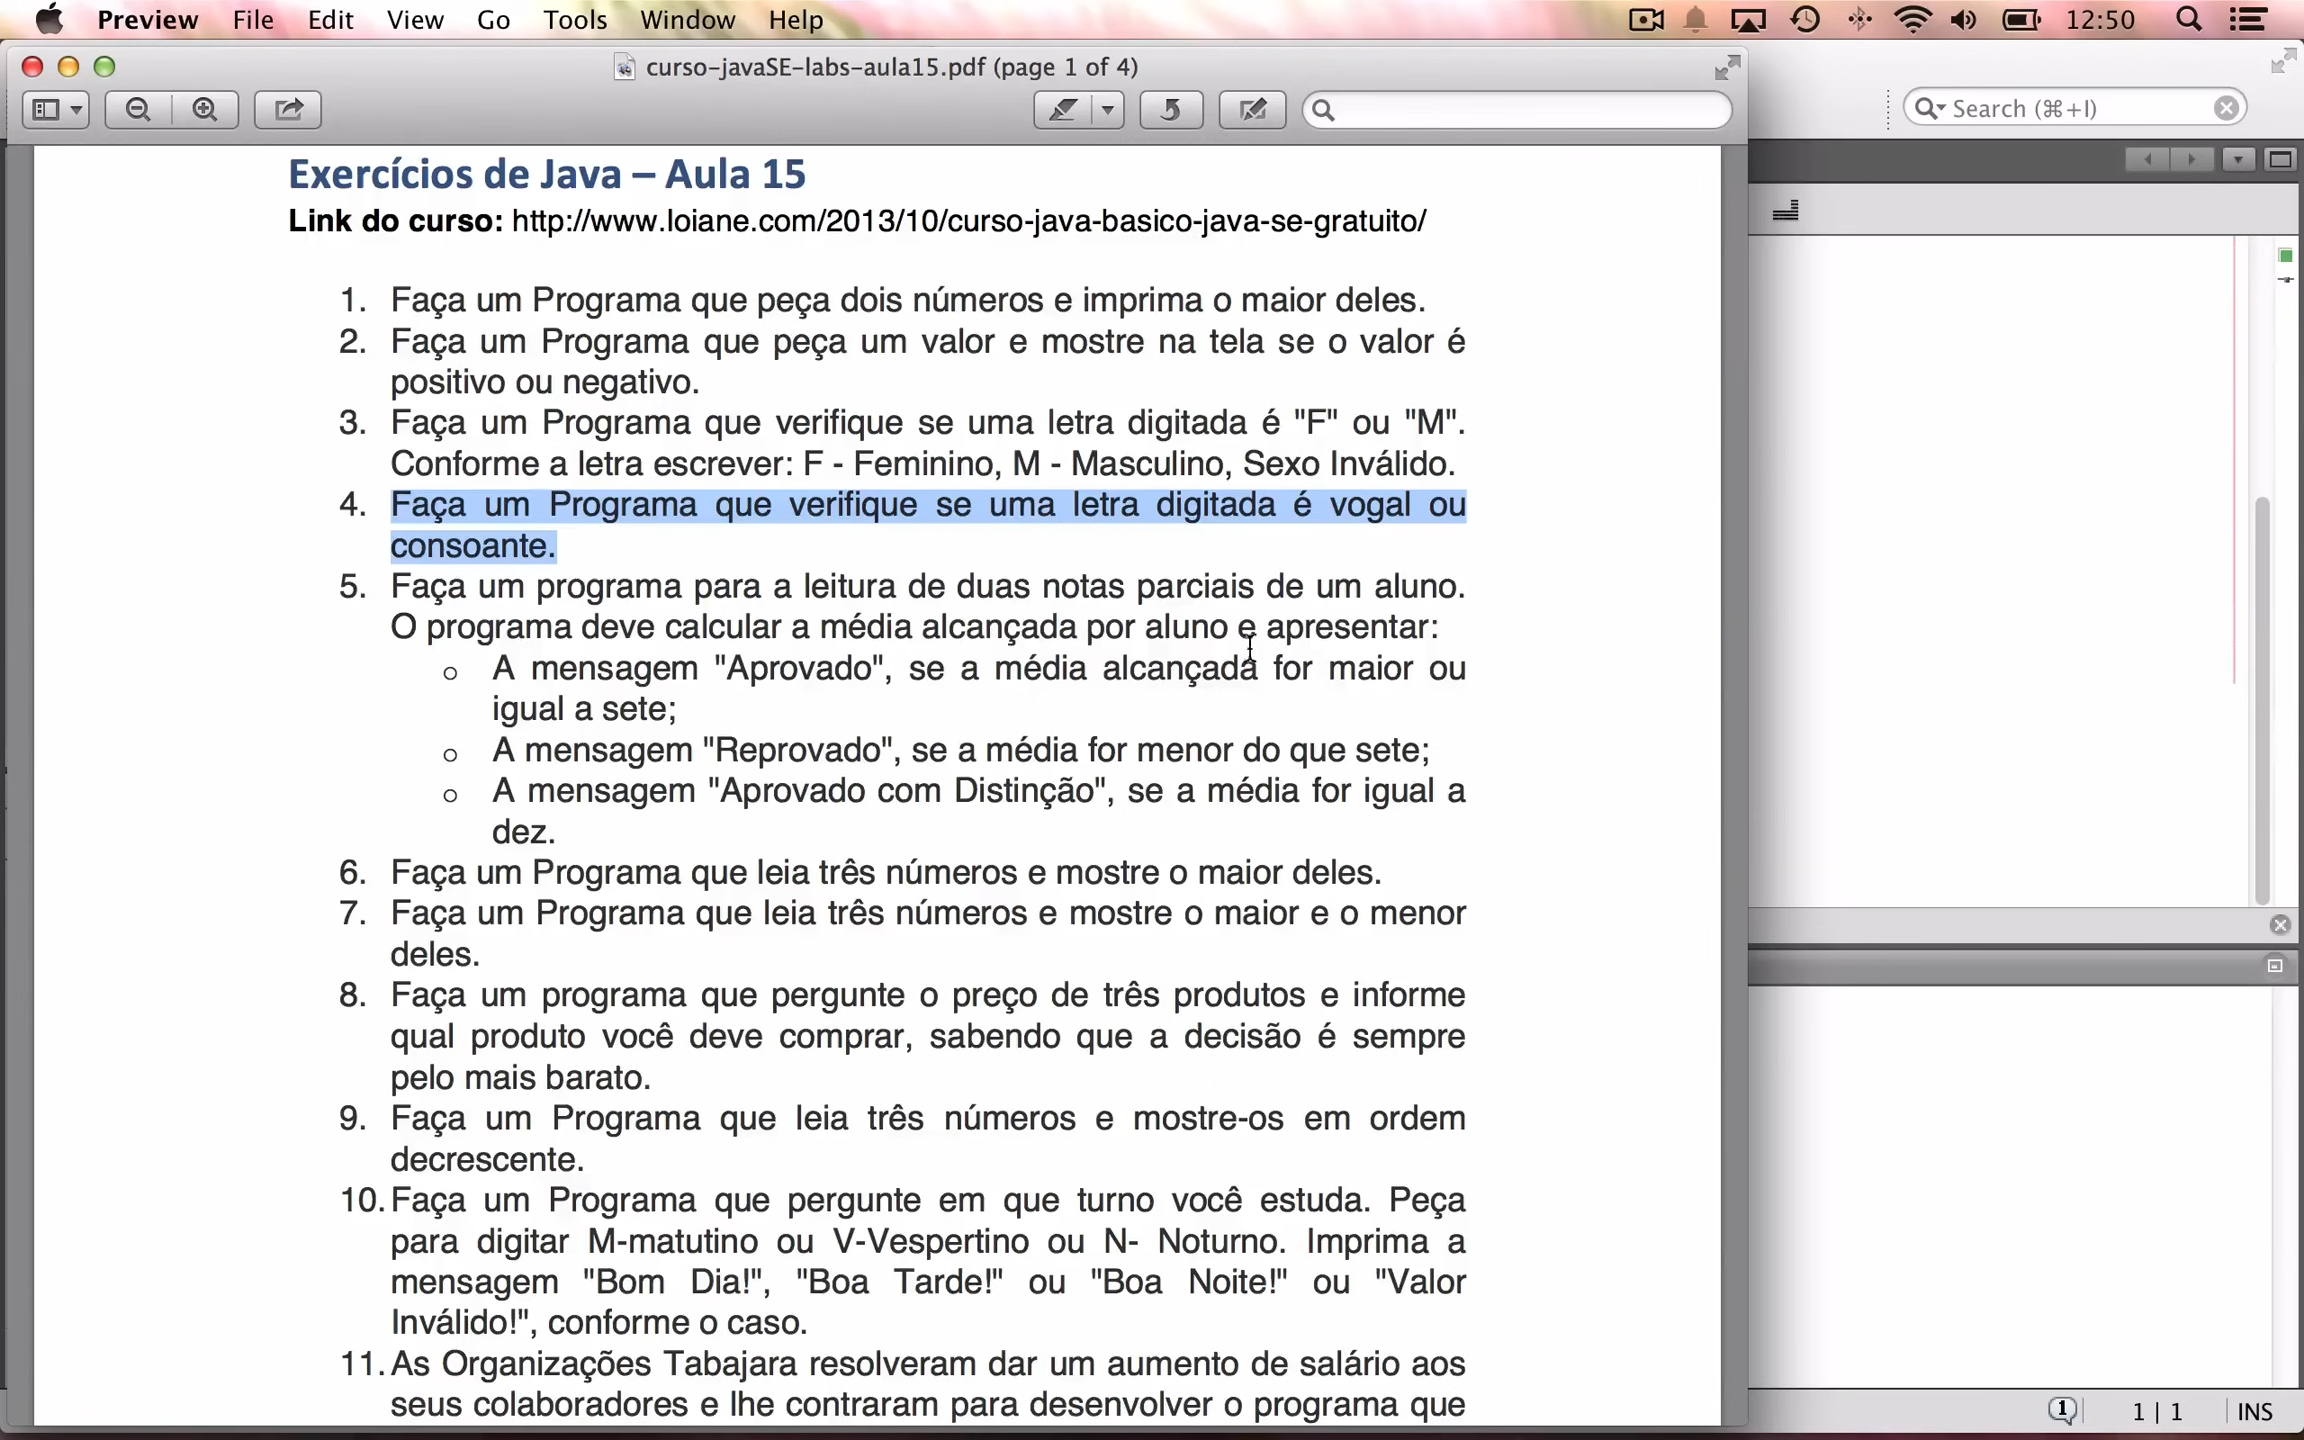 Preview File Edit View Go Tools Window Help 12:50
curso-javaSE-labs-aula15.pdf (page 1 of 4)
Search (⌘+I)
Exercícios de Java – Aula 15
Link do curso: http://www.loiane.com/2013/10/curso-java-basico-java-se-gratuito/
1. Faça um Programa que peça dois números e imprima o maior deles.
2. Faça um Programa que peça um valor e mostre na tela se o valor é
positivo ou negativo.
3. Faça um Programa que verifique se uma letra digitada é "F" ou "M".
Conforme a letra escrever: F - Feminino, M - Masculino, Sexo Inválido.
4. Faça um Programa que verifique se uma letra digitada é vogal ou
consoante.
5. Faça um programa para a leitura de duas notas parciais de um aluno.
O programa deve calcular a média alcançada por aluno e apresentar:
o A mensagem "Aprovado", se a média alcançada for maior ou
igual a sete;
o A mensagem "Reprovado", se a média for menor do que sete;
o A mensagem "Aprovado com Distinção", se a média for igual a
dez.
6. Faça um Programa que leia três números e mostre o maior deles.
7. Faça um Programa que leia três números e mostre o maior e o menor
deles.
8. Faça um programa que pergunte o preço de três produtos e informe
qual produto você deve comprar, sabendo que a decisão é sempre
pelo mais barato.
9. Faça um Programa que leia três números e mostre-os em ordem
decrescente.
10. Faça um Programa que pergunte em que turno você estuda. Peça
para digitar M-matutino ou V-Vespertino ou N- Noturno. Imprima a
mensagem "Bom Dia!", "Boa Tarde!" ou "Boa Noite!" ou "Valor
Inválido!", conforme o caso.
11. As Organizações Tabajara resolveram dar um aumento de salário aos
seus colaboradores e lhe contraram para desenvolver o programa que
1 1 | 1 INS